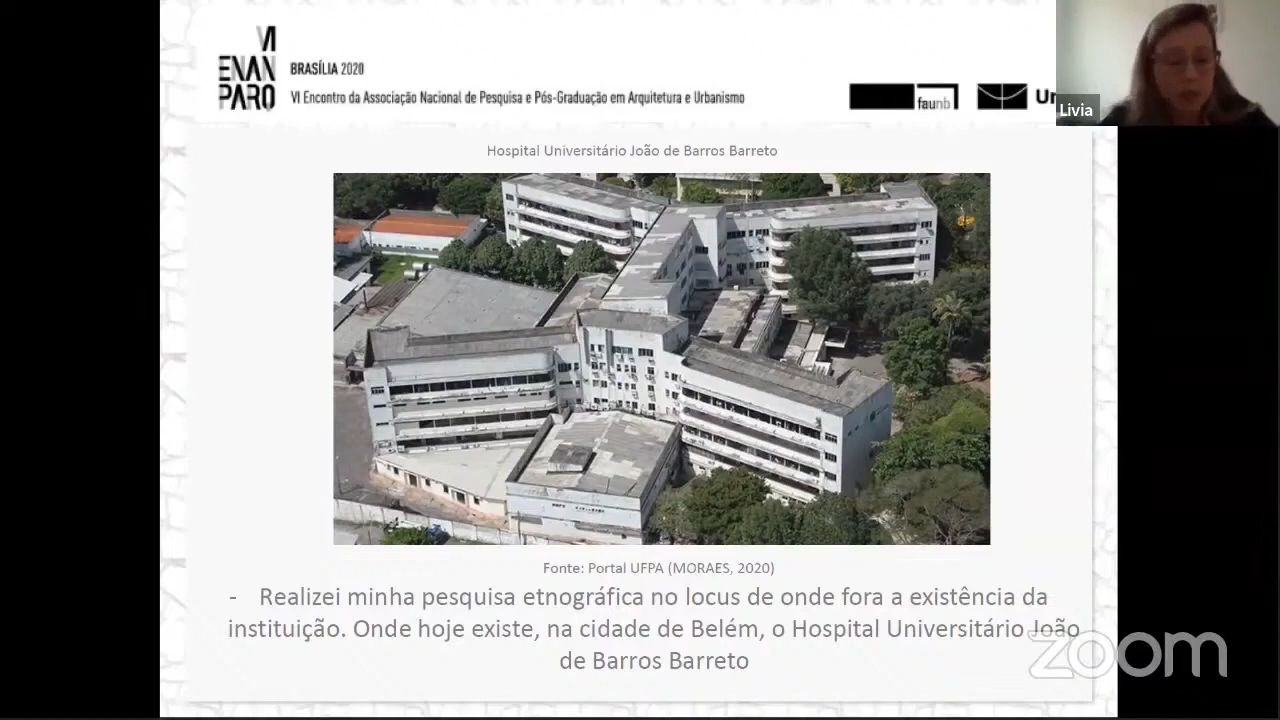 VI
ENAN
PARQ
BRASÍLIA 2020
VI Encontro da Associação Nacional de Pesquisa e Pós-Graduação em Arquitetura e Urbanismo
faunb
Livia
Hospital Universitário João de Barros Barreto
Fonte: Portal UFPA (MORAES, 2020)
- Realizei minha pesquisa etnográfica no locus de onde fora a existência da
instituição. Onde hoje existe, na cidade de Belém, o Hospital Universitário João
de Barros Barreto
zoom